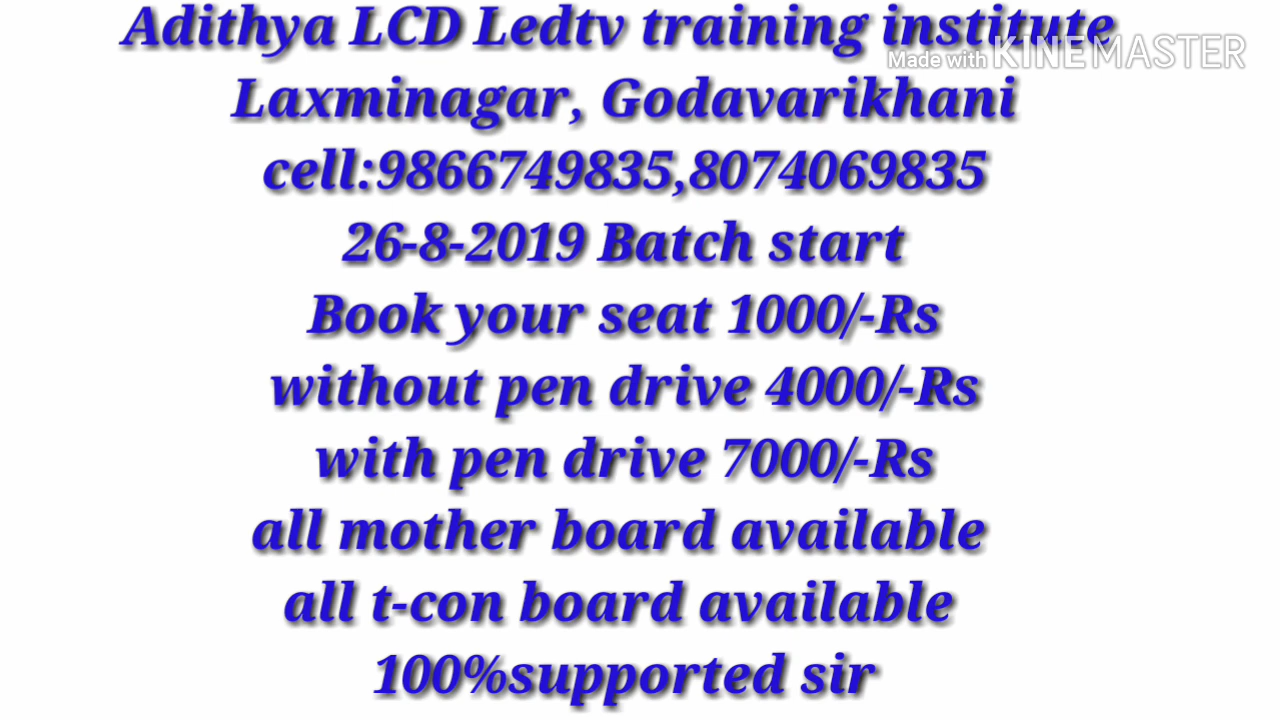 Adithya LCD Ledtv training institute
Made with KINEMASTER
Laxminagar, Godavarikhani
cell:9866749835,8074069835
26-8-2019 Batch start
Book your seat 1000/-Rs
without pen drive 4000/-Rs
with pen drive 7000/-Rs
all mother board available
all t-con board available
100%supported sir